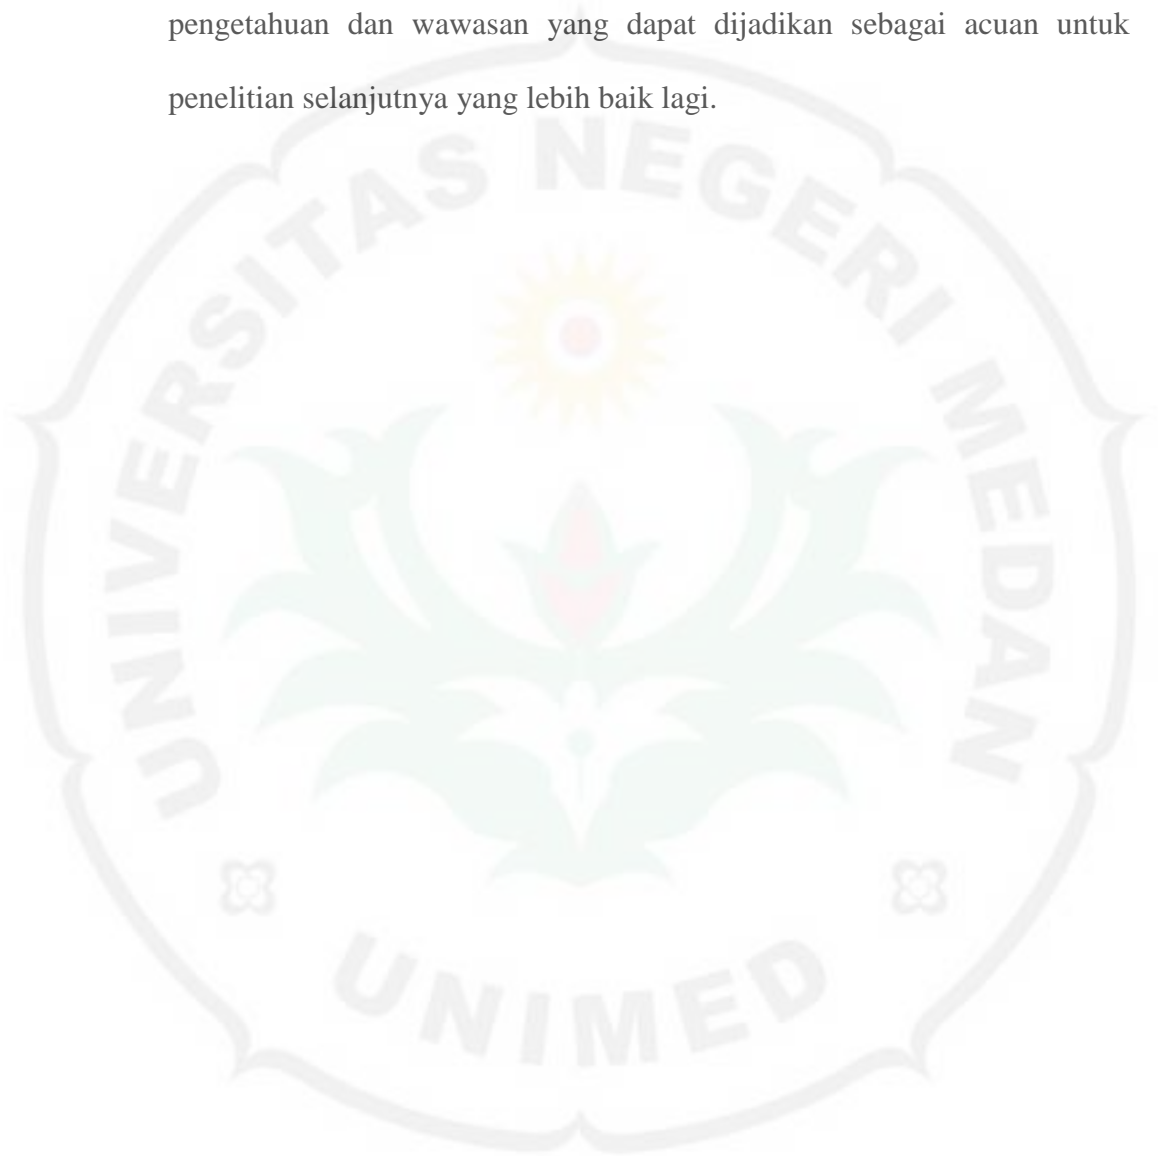 pengetahuan dan wawasan yang dapat dijadikan sebagai acuan untuk
penelitian selanjutnya yang lebih baik lagi.
UNIVERSITAS NEGERI MEDAN
UNIMED